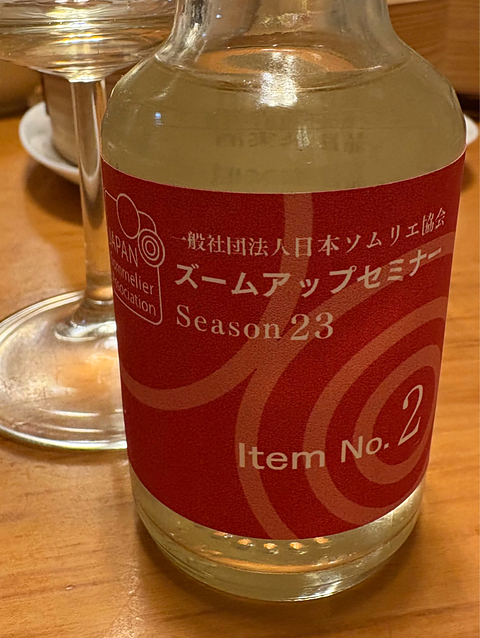 JAPAN
Sommelier
Association
一般社団法人日本ソムリエ協会
ズームアップセミナー
Season 23
Item No. 2